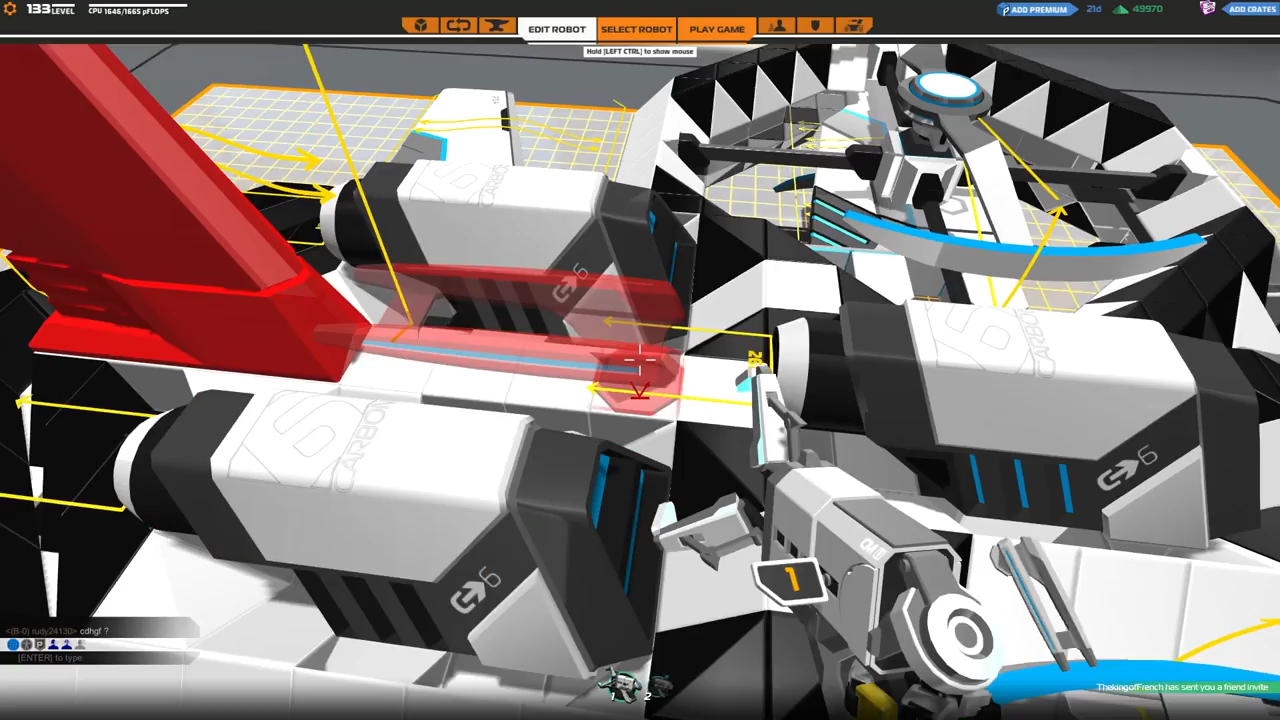 133 LEVEL
CPU 1646/1665 pFLOPS
EDIT ROBOT
SELECT ROBOT
PLAY GAME
ADD PREMIUM
21d
49970
ADD CRATES
Hold [LEFT CTRL] to show mouse
CARBON
6
CARBON
6
CARBON
6
1
<(B-0) rudy24130> cdhgf ?
[ENTER] to type
1
2
ThekingofFrench has sent you a friend invite